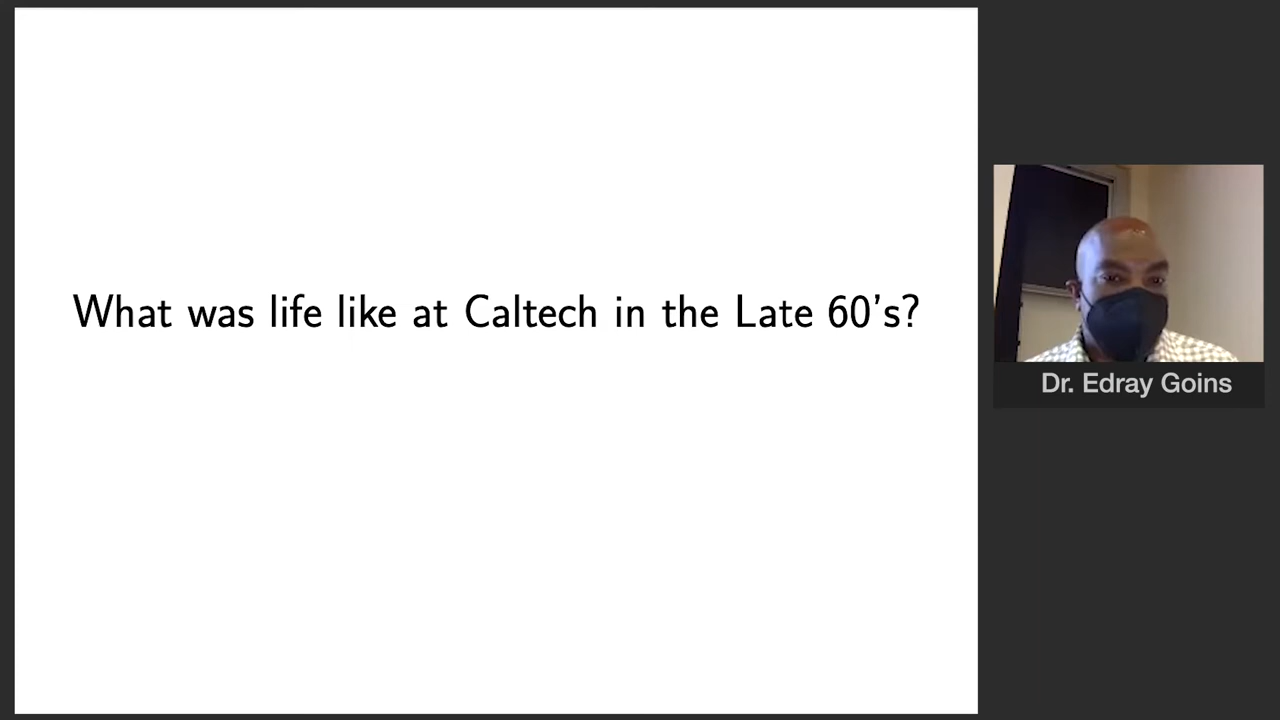 What was life like at Caltech in the Late 60's?
Dr. Edray Goins